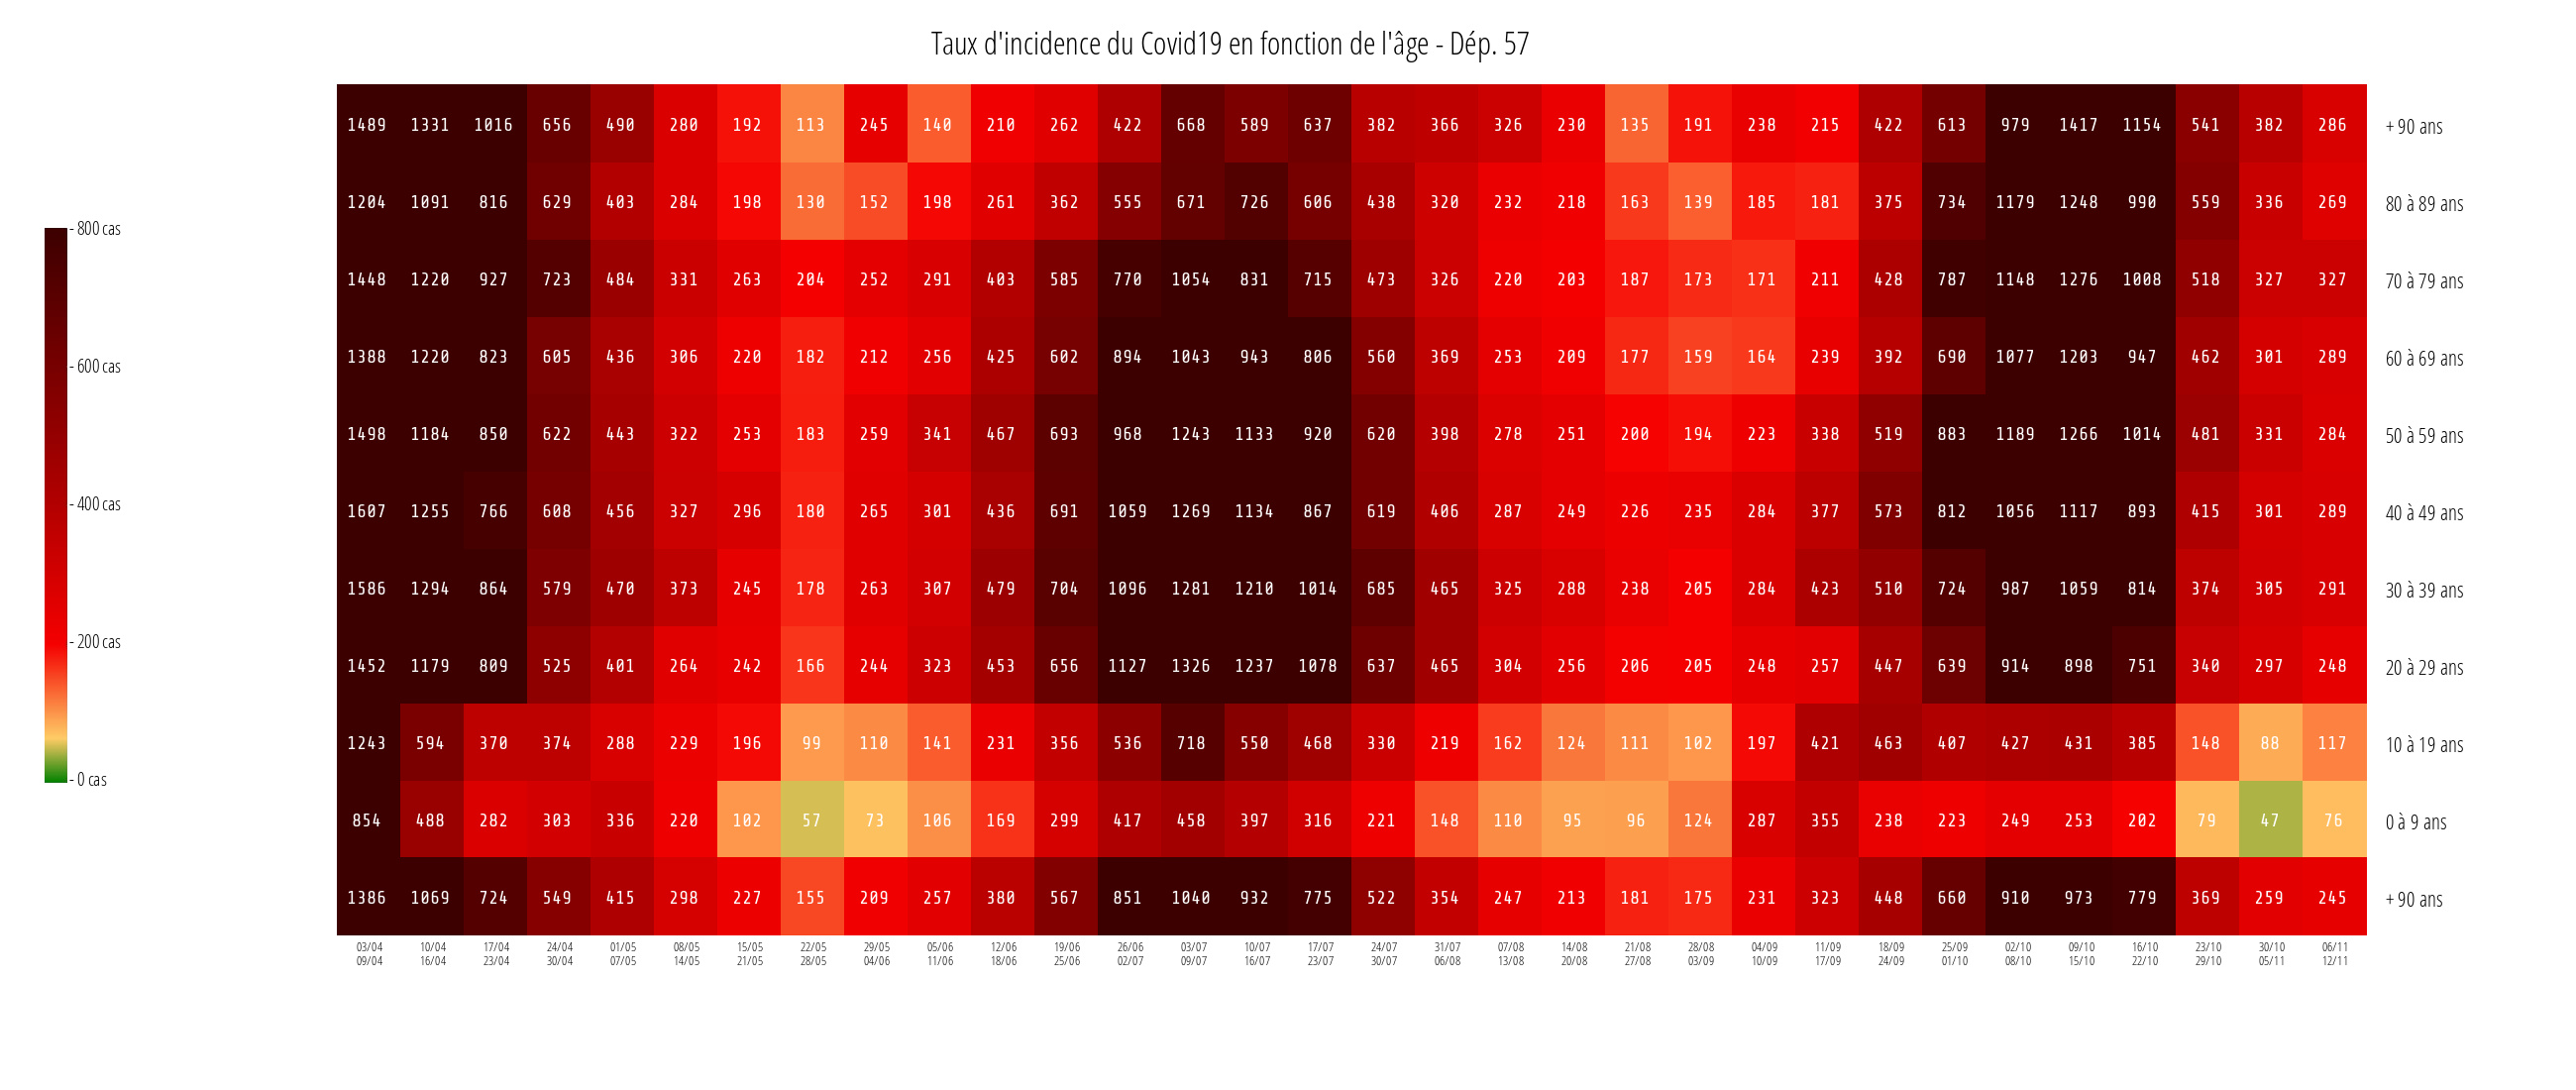 Taux d'incidence du Covid19 en fonction de l'âge - Dép. 57
1489 1331 1016 656 490 280 192 113 245 140 210 262 422 668 589 637 382 366 326 230 135 191 238 215 422 613 979 1417 1154 541 382 286 + 90 ans
1204 1091 816 629 403 284 198 130 152 198 261 362 555 671 726 606 438 320 232 218 163 139 185 181 375 734 1179 1248 990 559 336 269 80 à 89 ans
- 800 cas
1448 1220 927 723 484 331 263 204 252 291 403 585 770 1054 831 715 473 326 220 203 187 173 171 211 428 787 1148 1276 1008 518 327 327 70 à 79 ans
1388 1220 823 605 436 306 220 182 212 256 425 602 894 1043 943 806 560 369 253 209 177 159 164 239 392 690 1077 1203 947 462 301 289 60 à 69 ans
- 600 cas
1498 1184 850 622 443 322 253 183 259 341 467 693 968 1243 1133 920 620 398 278 251 200 194 223 338 519 883 1189 1266 1014 481 331 284 50 à 59 ans
- 400 cas
1607 1255 766 608 456 327 296 180 265 301 436 691 1059 1269 1134 867 619 406 287 249 226 235 284 377 573 812 1056 1117 893 415 301 289 40 à 49 ans
1586 1294 864 579 470 373 245 178 263 307 479 704 1096 1281 1210 1014 685 465 325 288 238 205 284 423 510 724 987 1059 814 374 305 291 30 à 39 ans
- 200 cas
1452 1179 809 525 401 264 242 166 244 323 453 656 1127 1326 1237 1078 637 465 304 256 206 205 248 257 447 639 914 898 751 340 297 248 20 à 29 ans
1243 594 370 374 288 229 196 99 110 141 231 356 536 718 550 468 330 219 162 124 111 102 197 421 463 407 427 431 385 148 88 117 10 à 19 ans
- 0 cas
854 488 282 303 336 220 102 57 73 106 169 299 417 458 397 316 221 148 110 95 96 124 287 355 238 223 249 253 202 79 47 76 0 à 9 ans
1386 1069 724 549 415 298 227 155 209 257 380 567 851 1040 932 775 522 354 247 213 181 175 231 323 448 660 910 973 779 369 259 245 + 90 ans
03/04 10/04 17/04 24/04 01/05 08/05 15/05 22/05 29/05 05/06 12/06 19/06 26/06 03/07 10/07 17/07 24/07 31/07 07/08 14/08 21/08 28/08 04/09 11/09 18/09 25/09 02/10 09/10 16/10 23/10 30/10 06/11
09/04 16/04 23/04 30/04 07/05 14/05 21/05 28/05 04/06 11/06 18/06 25/06 02/07 09/07 16/07 23/07 30/07 06/08 13/08 20/08 27/08 03/09 10/09 17/09 24/09 01/10 08/10 15/10 22/10 29/10 05/11 12/11